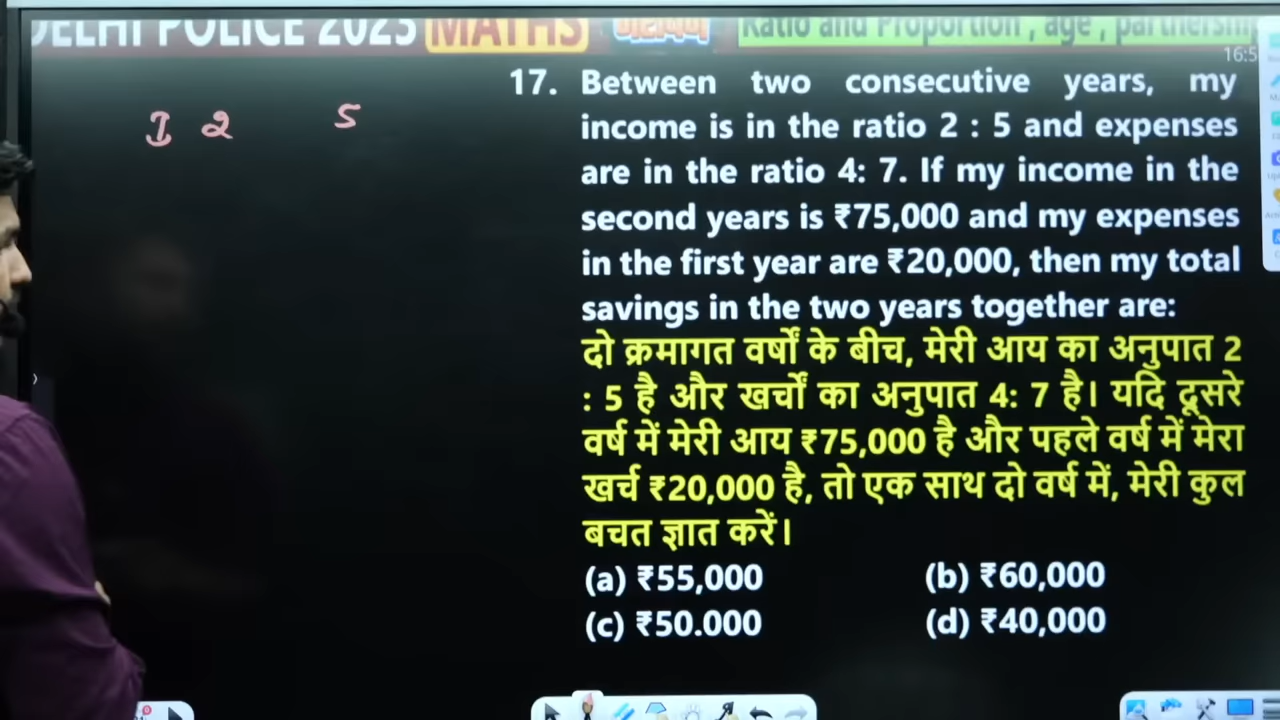 DELHI POLICE 2025 MATHS Ratio and Proportion , age , partnership
16:5
I 2 5
17. Between two consecutive years, my
income is in the ratio 2 : 5 and expenses
are in the ratio 4: 7. If my income in the
second years is ₹75,000 and my expenses
in the first year are ₹20,000, then my total
savings in the two years together are:
दो क्रमागत वर्षों के बीच, मेरी आय का अनुपात 2
: 5 है और खर्चों का अनुपात 4: 7 है। यदि दूसरे
वर्ष में मेरी आय ₹75,000 है और पहले वर्ष में मेरा
खर्च ₹20,000 है, तो एक साथ दो वर्ष में, मेरी कुल
बचत ज्ञात करें।
(a) ₹55,000 (b) ₹60,000
(c) ₹50.000 (d) ₹40,000